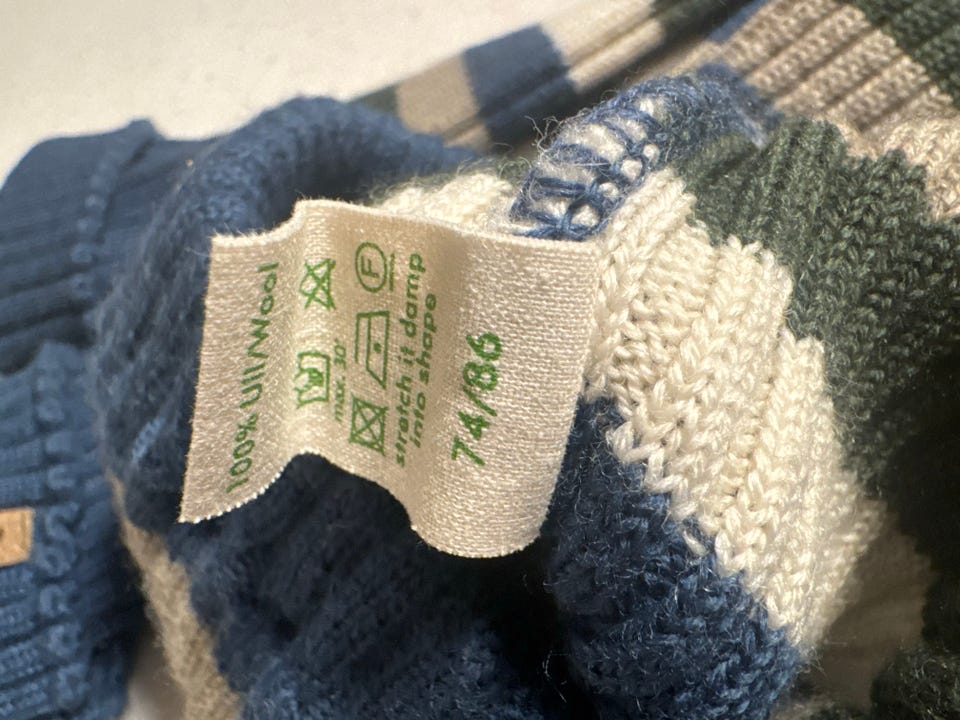 100% Ull/Wool
max. 30°
F
stretch it damp
into shape
74/86